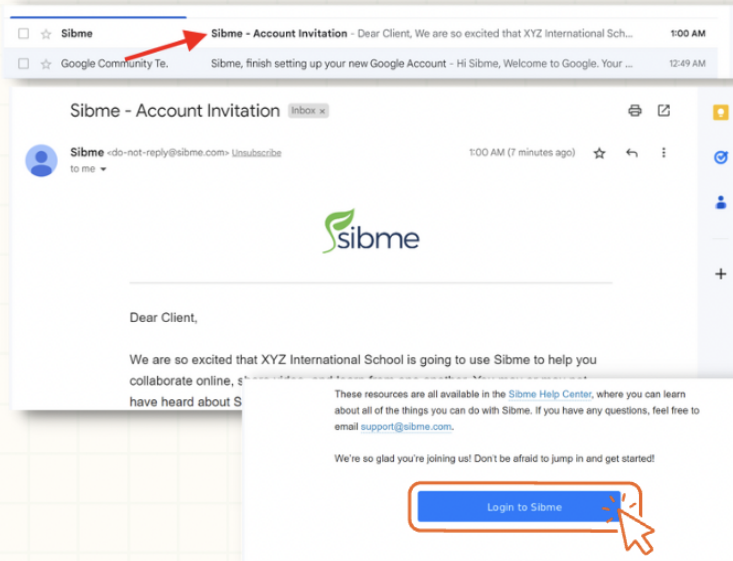 Sibme Sibme - Account Invitation - Dear Client, We are so excited that XYZ International Sch... 1:00 AM
Google Community Te. Sibme, finish setting up your new Google Account - Hi Sibme, Welcome to Google. Your ... 12:49 AM
Sibme - Account Invitation Inbox x
Sibme <do-not-reply@sibme.com> Unsubscribe 1:00 AM (7 minutes ago)
to me
sibme
Dear Client,
We are so excited that XYZ International School is going to use Sibme to help you
collaborate online,
have heard about S
These resources are all available in the Sibme Help Center, where you can learn
about all of the things you can do with Sibme. If you have any questions, feel free to
email support@sibme.com.
We're so glad you're joining us! Don't be afraid to jump in and get started!
Login to Sibme